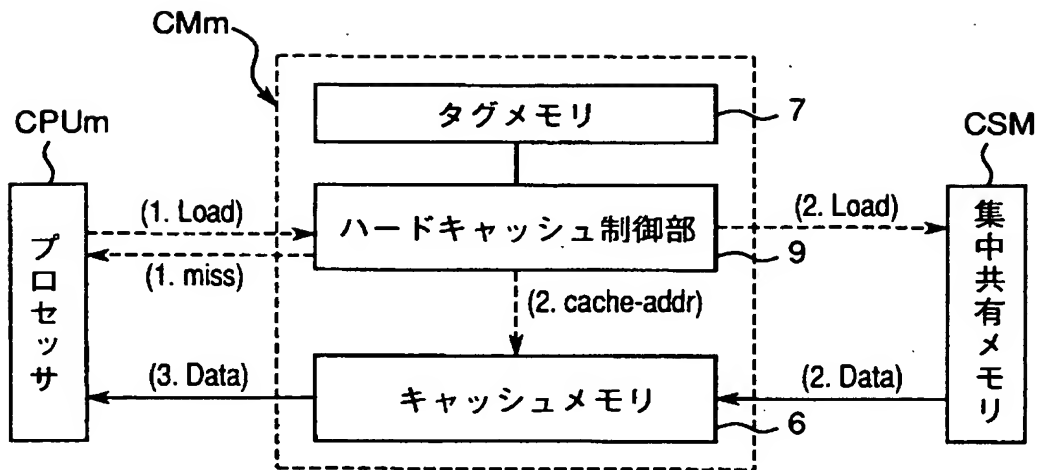 CMm
タグメモリ
7
CPUm
CSM
プロセッサ
(1. Load)
ハードキャッシュ制御部
(2. Load)
集中共有メモリ
(1. miss)
9
(2. cache-addr)
(3. Data)
キャッシュメモリ
(2. Data)
6